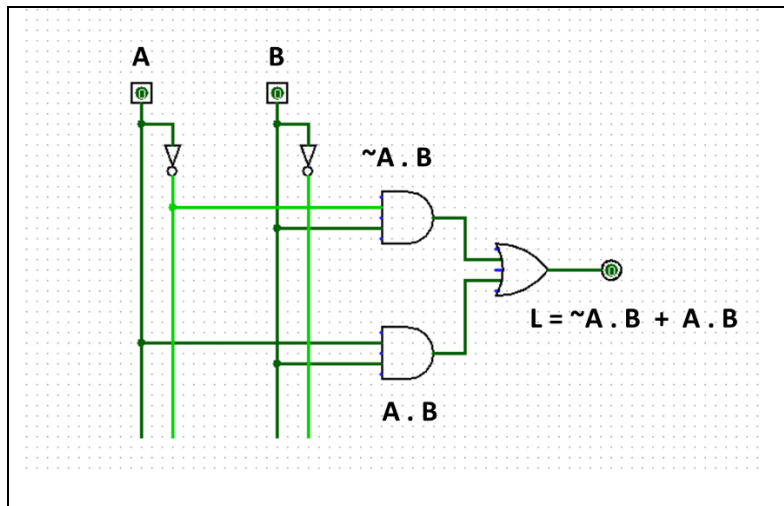 A B
~A . B
L = ~A . B + A . B
A . B